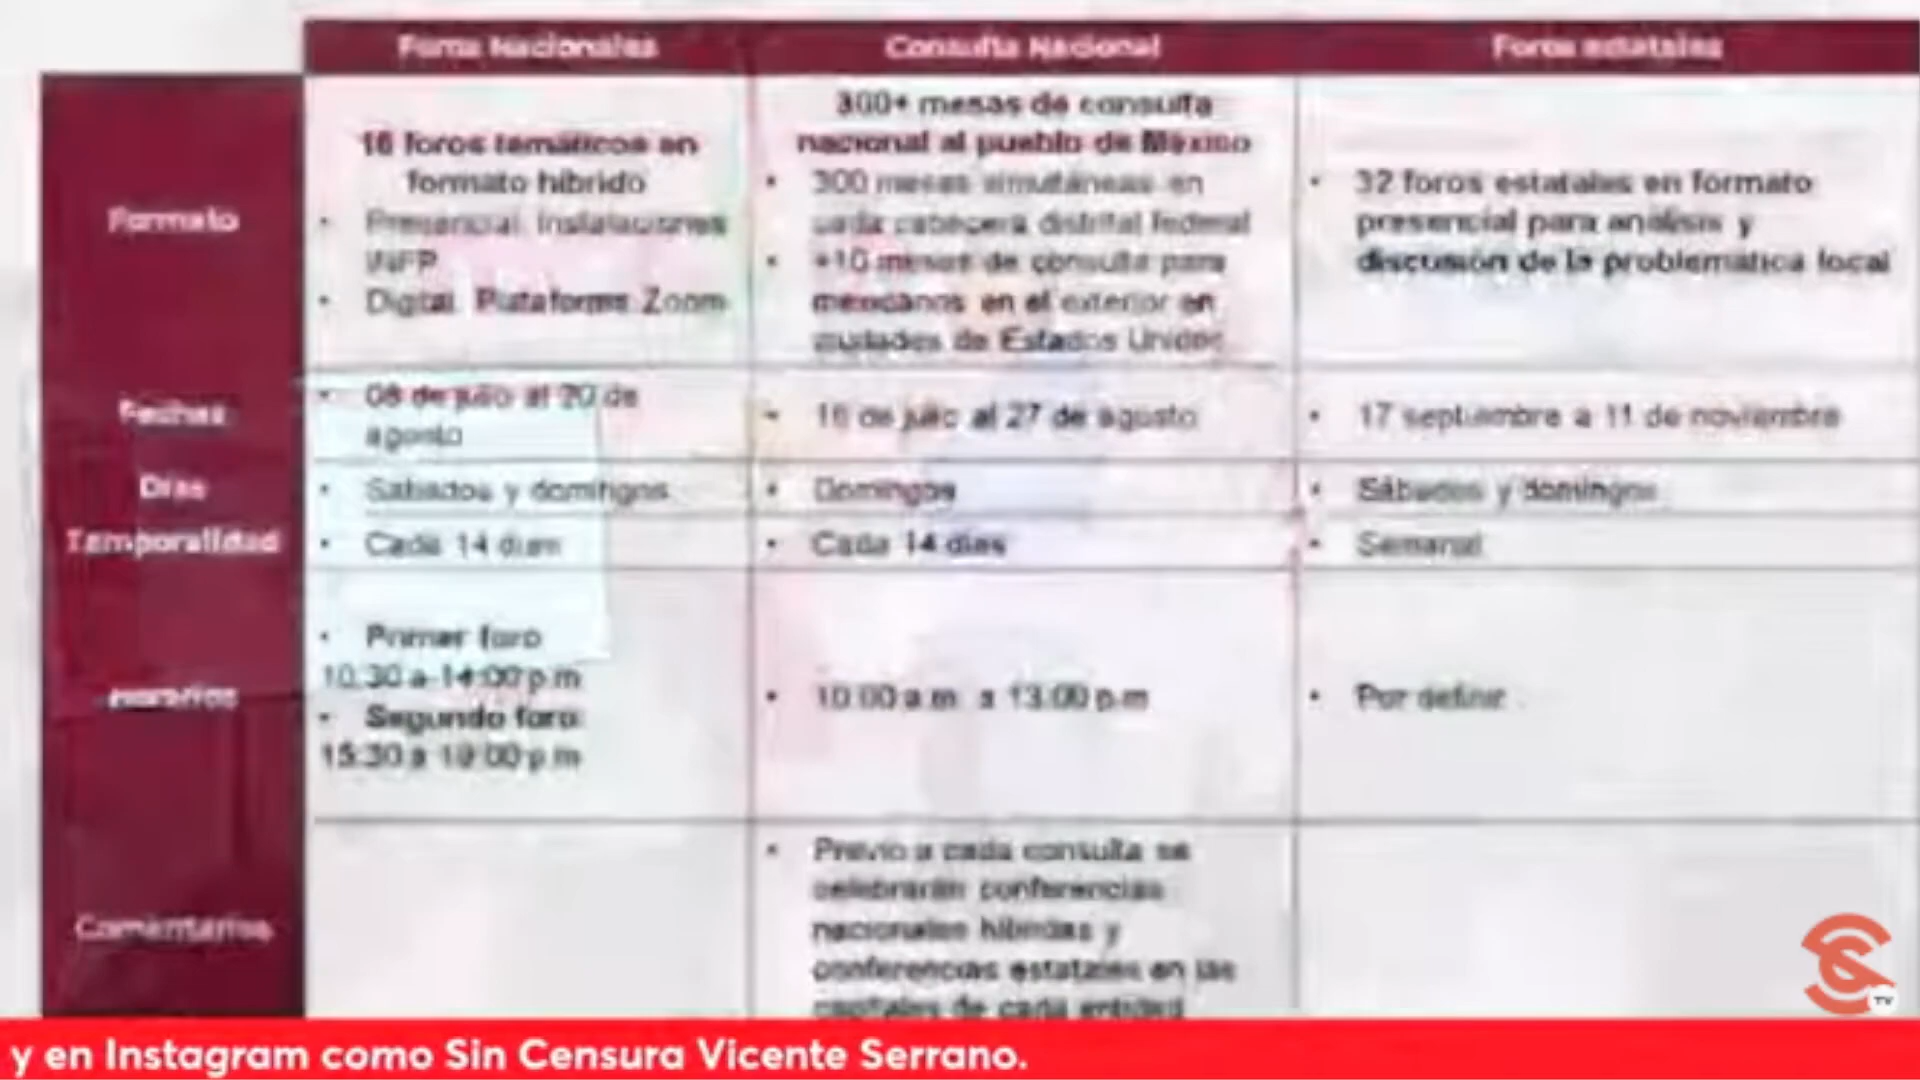 Foros Nacionales
Consulta Nacional
Foros estatales
Formato
16 foros temáticos en
formato híbrido
• Presencial: Instalaciones
INFP
• Digital: Plataforma Zoom
300+ mesas de consulta
nacional al pueblo de México
• 300 mesas simultáneas en
cada cabecera distrital federal
• +10 mesas de consulta para
mexicanos en el exterior en
ciudades de Estados Unidos
• 32 foros estatales en formato
presencial para análisis y
discusión de la problemática local
Fechas
• 08 de julio al 20 de
agosto
• 16 de julio al 27 de agosto
• 17 septiembre a 11 de noviembre
Días
• Sábados y domingos
• Domingos
• Sábados y domingos
Temporalidad
• Cada 14 días
• Cada 14 días
• Semanal
Horarios
• Primer foro
10:30 a 14:00 p.m
• Segundo foro
15:30 a 19:00 p.m
• 10:00 a.m. a 13:00 p.m
• Por definir
Comentarios
• Previo a cada consulta se
celebrarán conferencias
nacionales híbridas y
conferencias estatales en las
capitales de cada entidad
TV
y en Instagram como Sin Censura Vicente Serrano.